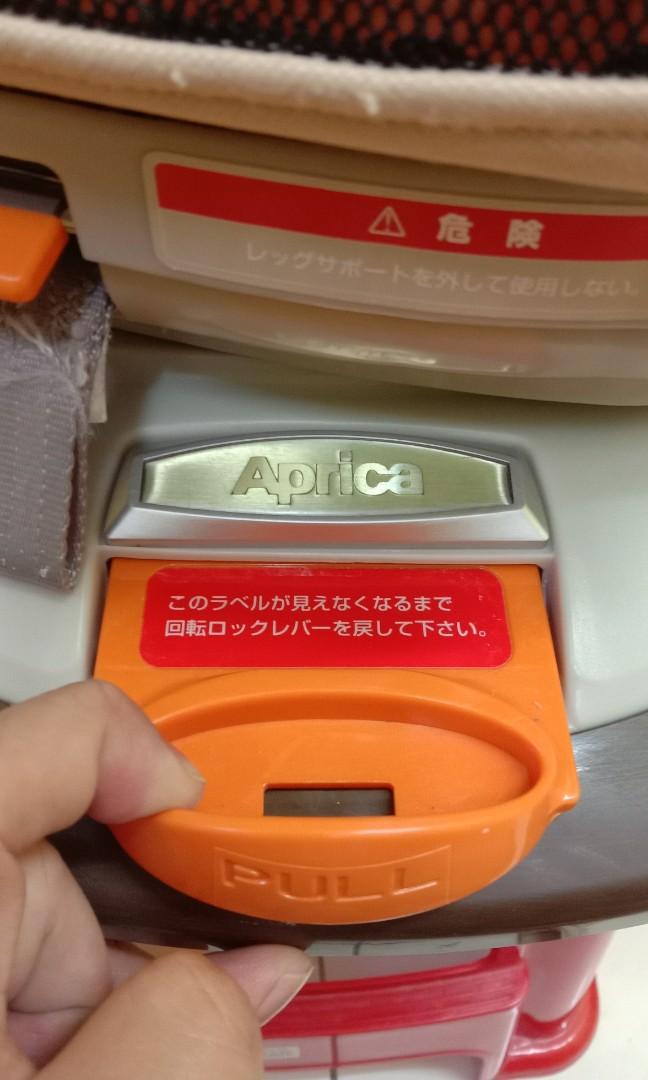 危険
レッグサポートを外して使用しない。
Aprica
このラベルが見えなくなるまで
回転ロックレバーを戻して下さい。
PULL